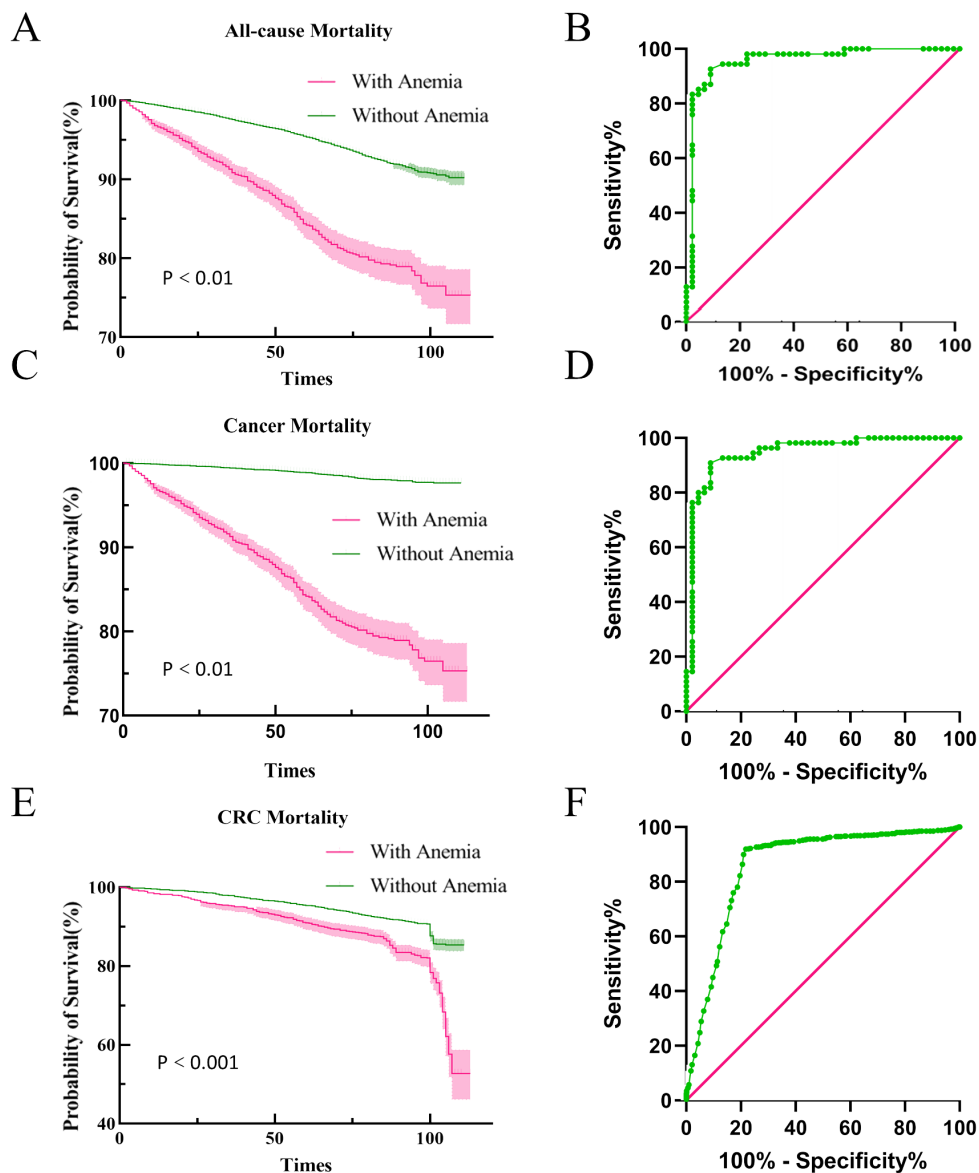 A
All-cause Mortality
With Anemia
Without Anemia
Probability of Survival(%)
100
90
80
70
P < 0.01
0
50
100
Times
B
Sensitivity%
100
80
60
40
20
0
0 20 40 60 80 100
100% - Specificity%
C
Cancer Mortality
With Anemia
Without Anemia
Probability of Survival(%)
100
90
80
70
P < 0.01
0
50
100
Times
D
Sensitivity%
100
80
60
40
20
0
0 20 40 60 80 100
100% - Specificity%
E
CRC Mortality
With Anemia
Without Anemia
Probability of Survival(%)
100
80
60
40
P < 0.001
0
50
100
Times
F
Sensitivity%
100
80
60
40
20
0
0 20 40 60 80 100
100% - Specificity%